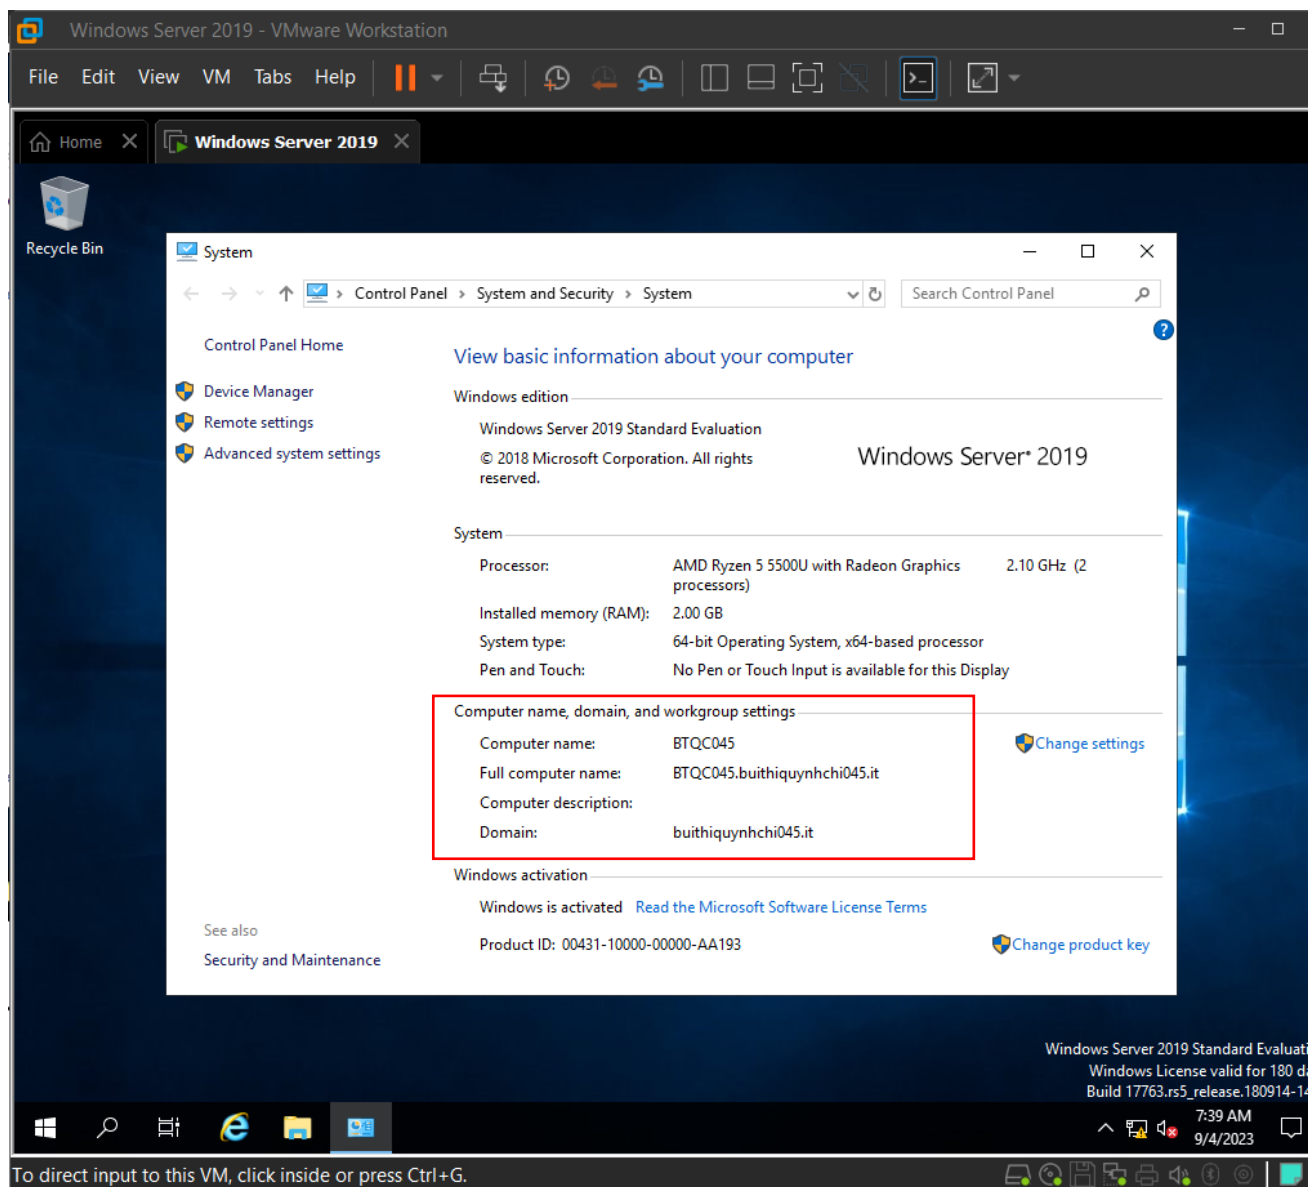 Windows Server 2019 - VMware Workstation
File Edit View VM Tabs Help
Home
Windows Server 2019
Recycle Bin
System
Control Panel > System and Security > System
Search Control Panel
Control Panel Home
Device Manager
Remote settings
Advanced system settings
See also
Security and Maintenance
View basic information about your computer
Windows edition
Windows Server 2019 Standard Evaluation
© 2018 Microsoft Corporation. All rights
reserved.
Windows Server® 2019
System
Processor: AMD Ryzen 5 5500U with Radeon Graphics 2.10 GHz (2
processors)
Installed memory (RAM): 2.00 GB
System type: 64-bit Operating System, x64-based processor
Pen and Touch: No Pen or Touch Input is available for this Display
Computer name, domain, and workgroup settings
Computer name: BTQC045
Change settings
Full computer name: BTQC045.buithiquynhchi045.it
Computer description:
Domain: buithiquynhchi045.it
Windows activation
Windows is activated Read the Microsoft Software License Terms
Product ID: 00431-10000-00000-AA193
Change product key
Windows Server 2019 Standard Evaluati
Windows License valid for 180 da
Build 17763.rs5_release.180914-14
7:39 AM
9/4/2023
To direct input to this VM, click inside or press Ctrl+G.